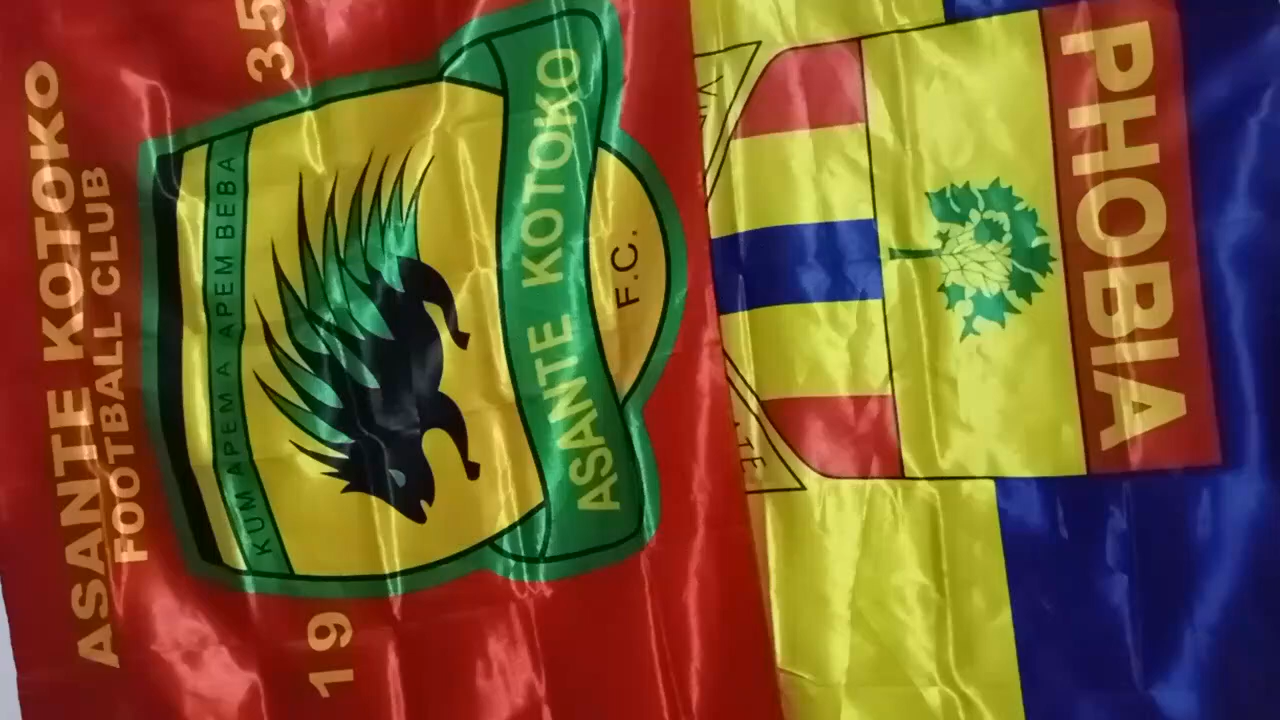 ASANTE KOTOKO
FOOTBALL CLUB
19 35
KUM APEM A APEM BEBA
ASANTE KOTOKO
F.C.
PHOBIA